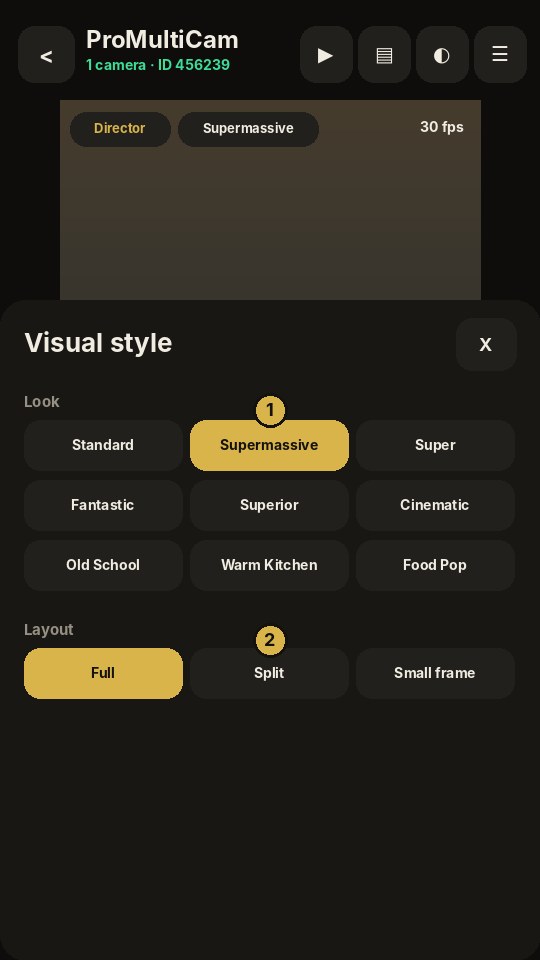 <
ProMultiCam
1 camera · ID 456239
▶ ▤ ◐ ☰
Director Supermassive 30 fps
Visual style X
Look
1
Standard Supermassive Super
Fantastic Superior Cinematic
Old School Warm Kitchen Food Pop
Layout
2
Full Split Small frame